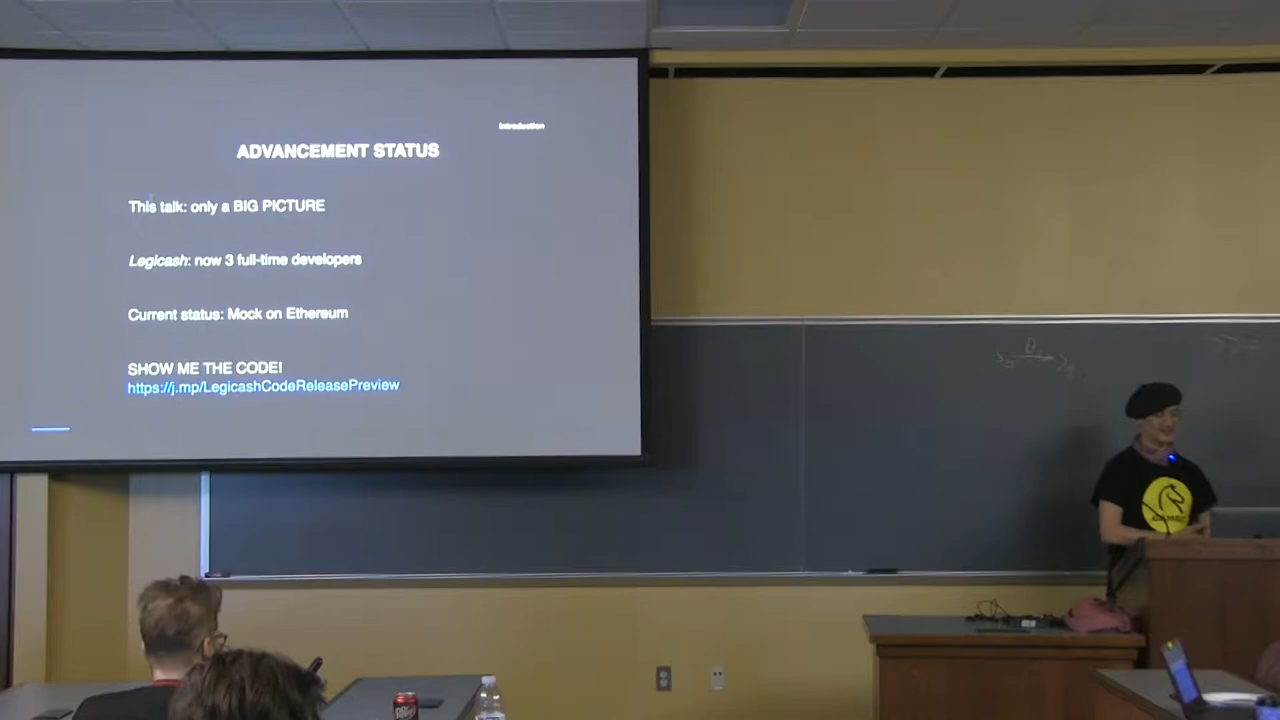 Introduction
ADVANCEMENT STATUS
This talk: only a BIG PICTURE
Legicash: now 3 full-time developers
Current status: Mock on Ethereum
SHOW ME THE CODE!
https://j.mp/LegicashCodeReleasePreview